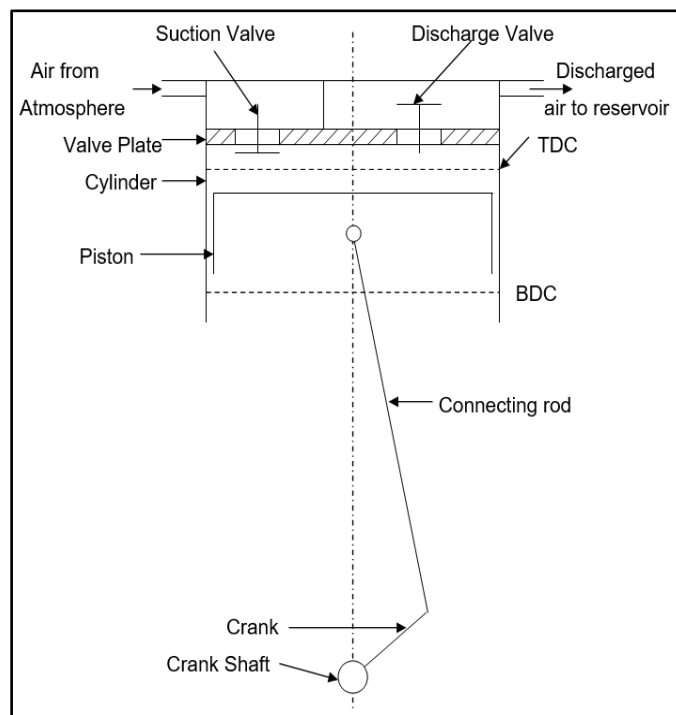 Suction Valve
Discharge Valve
Air from
Atmosphere
Discharged
air to reservoir
Valve Plate
TDC
Cylinder
Piston
BDC
Connecting rod
Crank
Crank Shaft